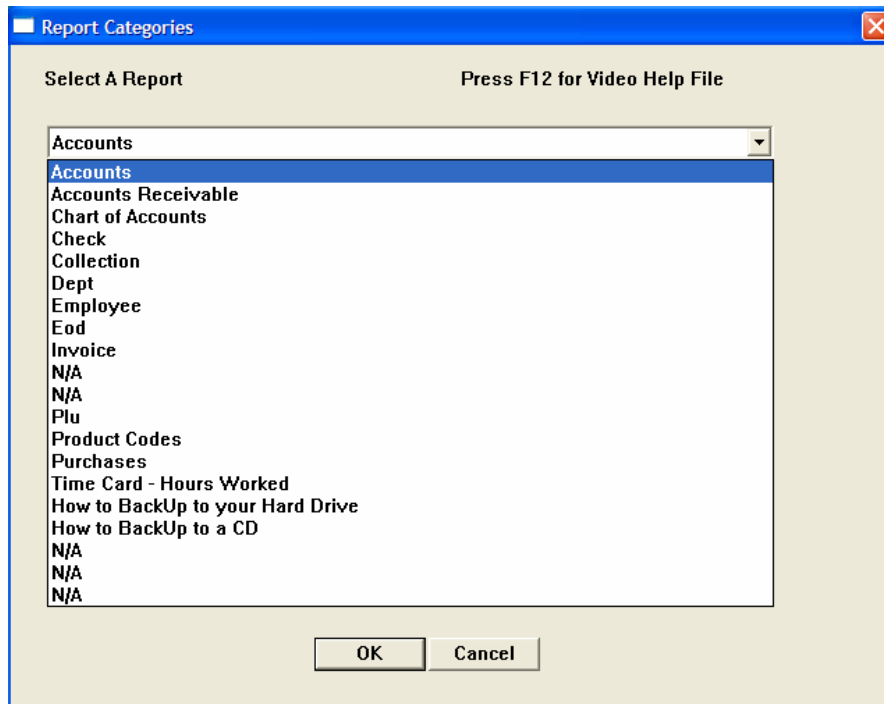 Report Categories
Select A Report Press F12 for Video Help File
Accounts
Accounts
Accounts Receivable
Chart of Accounts
Check
Collection
Dept
Employee
Eod
Invoice
N/A
N/A
Plu
Product Codes
Purchases
Time Card - Hours Worked
How to BackUp to your Hard Drive
How to BackUp to a CD
N/A
N/A
N/A
OK Cancel